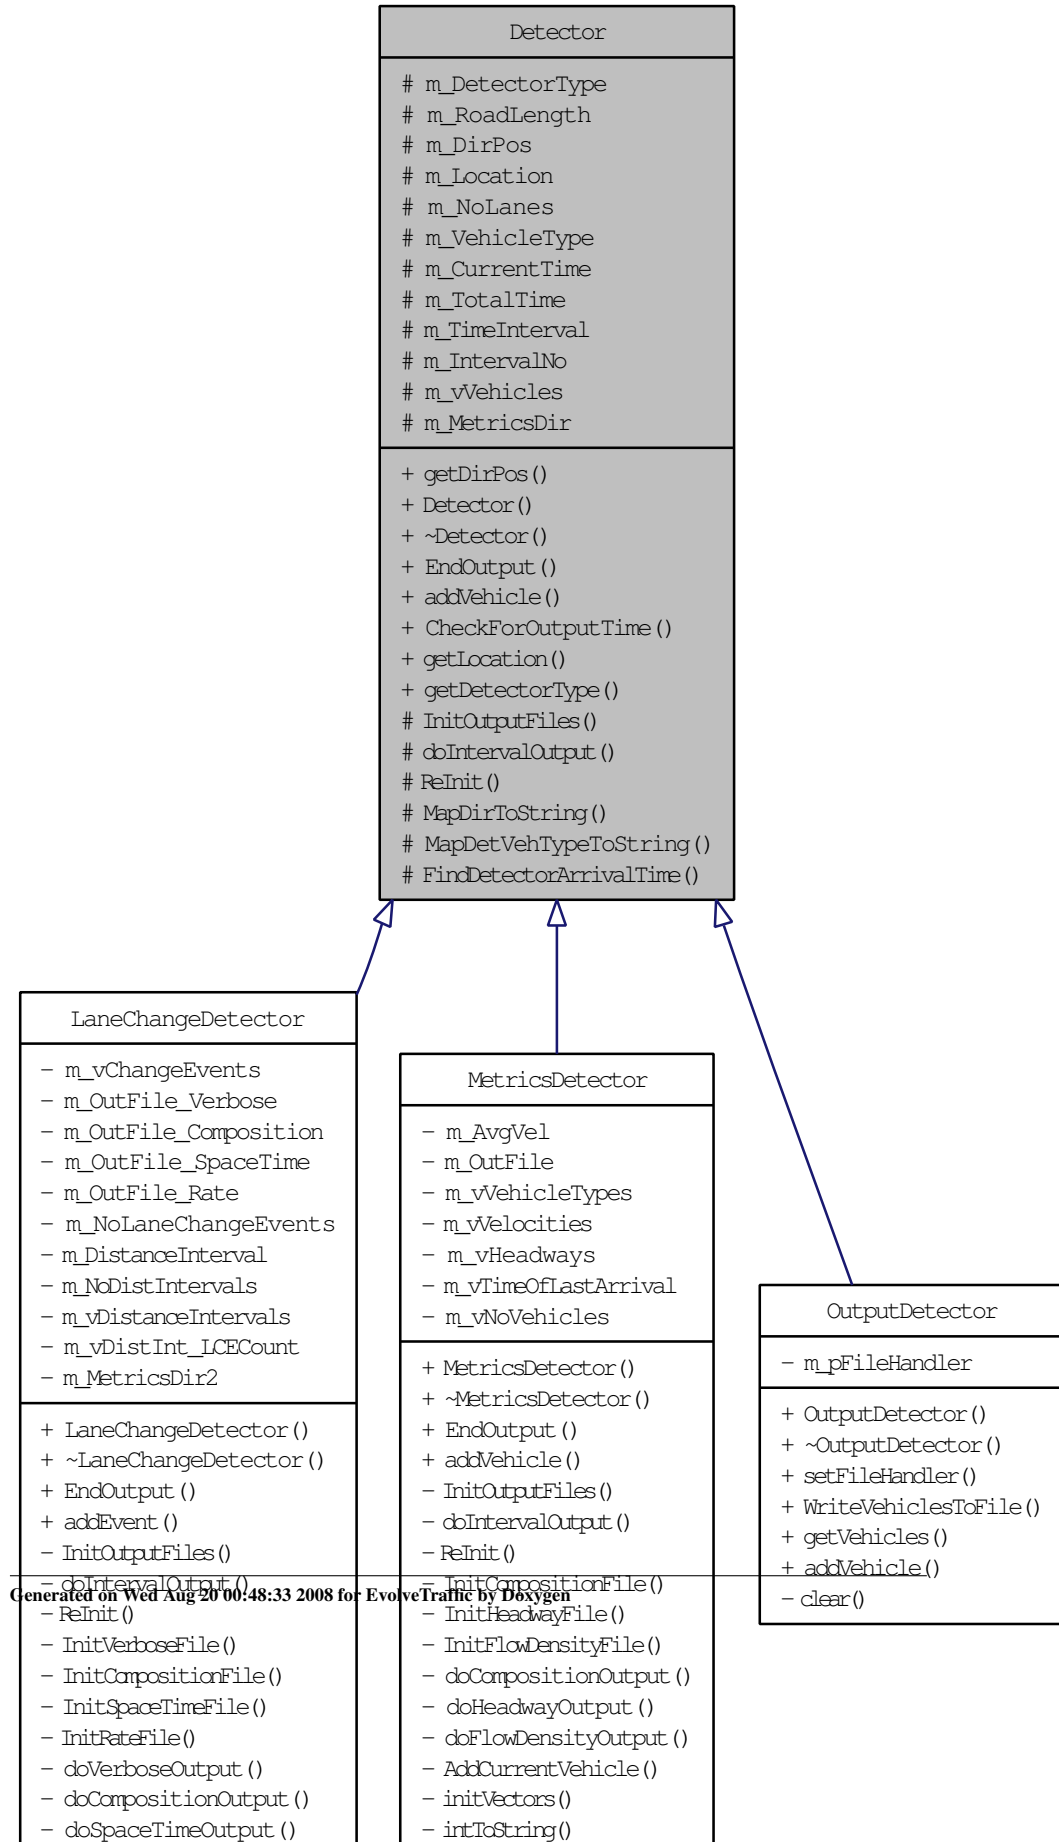 Detector
# m_DetectorType
# m_RoadLength
# m_DirPos
# m_Location
# m_NoLanes
# m_VehicleType
# m_CurrentTime
# m_TotalTime
# m_TimeInterval
# m_IntervalNo
# m_vVehicles
# m_MetricsDir
+ getDirPos()
+ Detector()
+ ~Detector()
+ EndOutput()
+ addVehicle()
+ CheckForOutputTime()
+ getLocation()
+ getDetectorType()
# InitOutputFiles()
# doIntervalOutput()
# ReInit()
# MapDirToString()
# MapDetVehTypeToString()
# FindDetectorArrivalTime()
LaneChangeDetector
- m_vChangeEvents
- m_OutFile_Verbose
- m_OutFile_Composition
- m_OutFile_SpaceTime
- m_OutFile_Rate
- m_NoLaneChangeEvents
- m_DistanceInterval
- m_NoDistIntervals
- m_vDistanceIntervals
- m_vDistInt_LCECount
- m_MetricsDir2
+ LaneChangeDetector()
+ ~LaneChangeDetector()
+ EndOutput()
+ addEvent()
- InitOutputFiles()
- doIntervalOutput()
- ReInit()
- InitVerboseFile()
- InitCompositionFile()
- InitSpaceTimeFile()
- InitRateFile()
- doVerboseOutput()
- doCompositionOutput()
- doSpaceTimeOutput()
MetricsDetector
- m_AvgVel
- m_OutFile
- m_vVehicleTypes
- m_vVelocities
- m_vHeadways
- m_vTimeOfLastArrival
- m_vNoVehicles
+ MetricsDetector()
+ ~MetricsDetector()
+ EndOutput()
+ addVehicle()
- InitOutputFiles()
- doIntervalOutput()
- ReInit()
- InitCompositionFile()
- InitHeadwayFile()
- InitFlowDensityFile()
- doCompositionOutput()
- doHeadwayOutput()
- doFlowDensityOutput()
- AddCurrentVehicle()
- initVectors()
- intToString()
OutputDetector
- m_pFileHandler
+ OutputDetector()
+ ~OutputDetector()
+ setFileHandler()
+ WriteVehiclesToFile()
+ getVehicles()
+ addVehicle()
- clear()
Generated on Wed Aug 20 00:48:33 2008 for EvolveTraffic by Doxygen